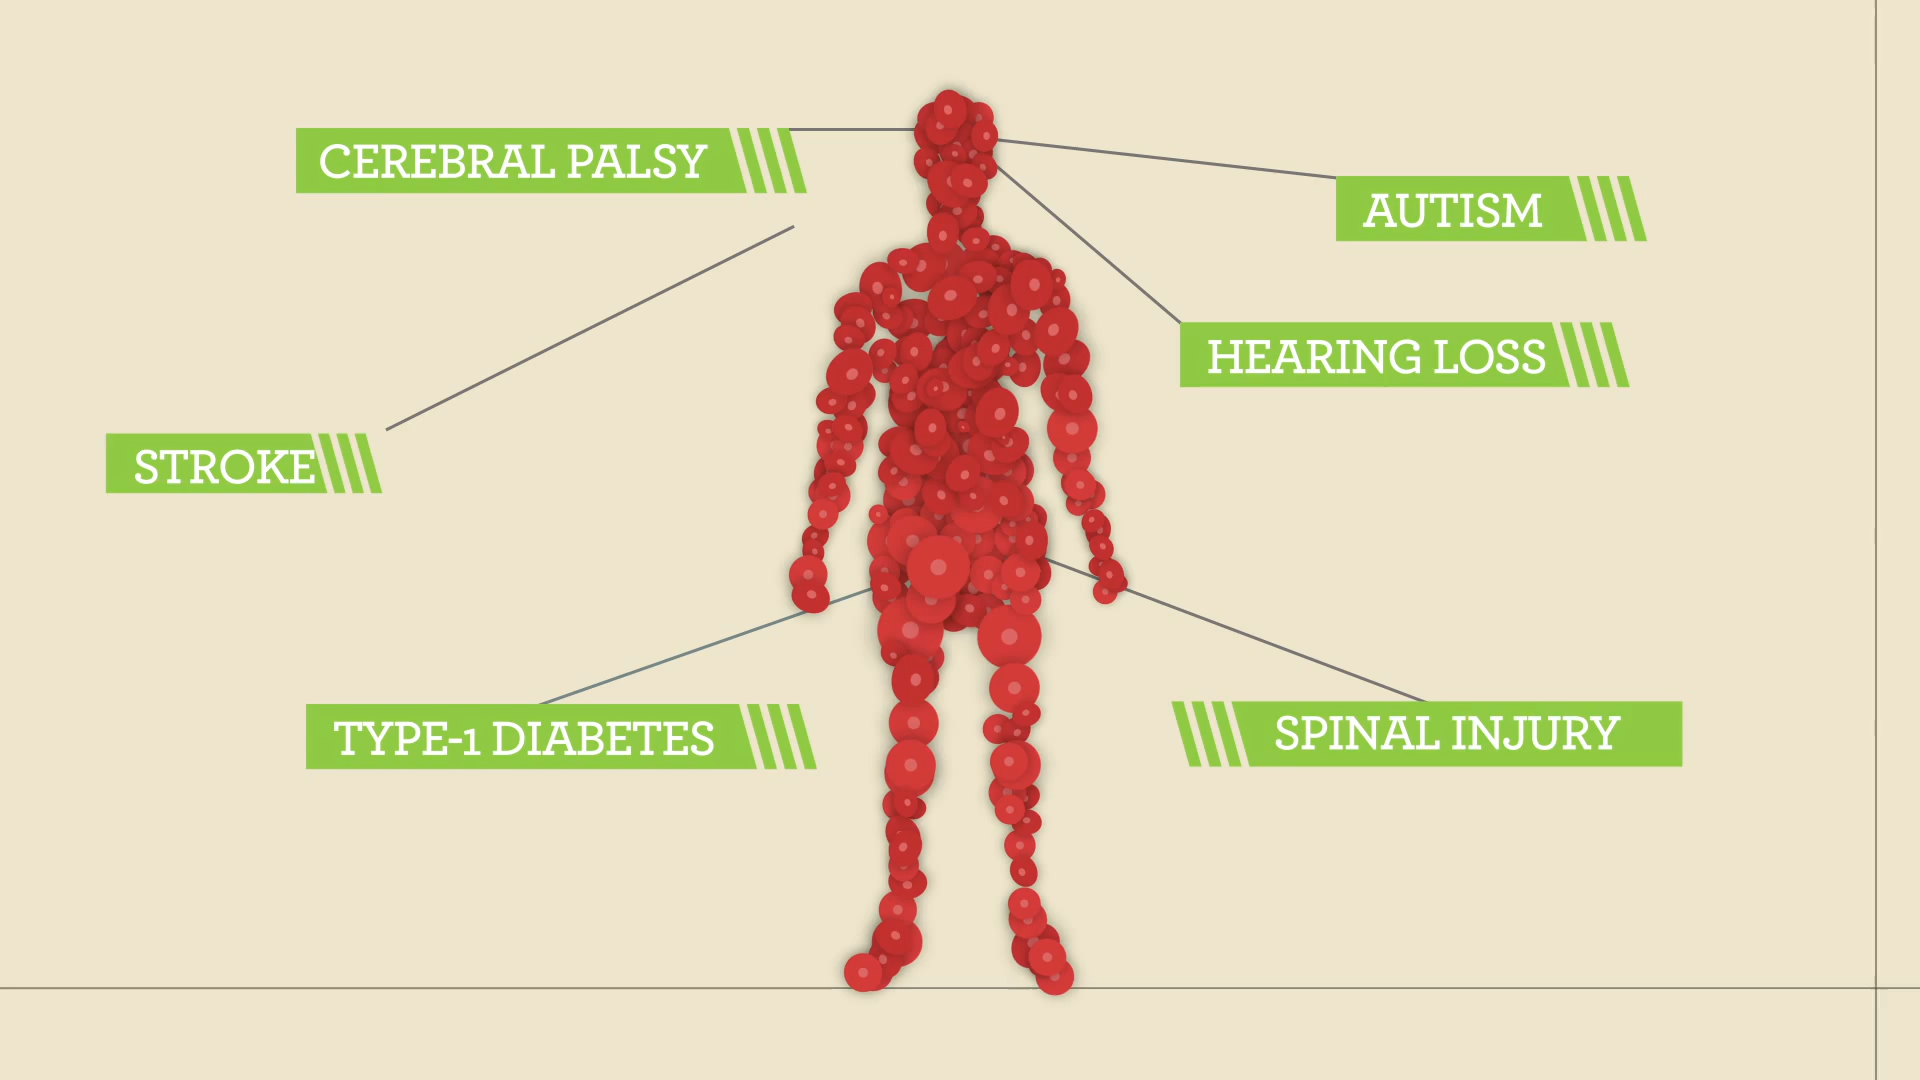 CEREBRAL PALSY
AUTISM
HEARING LOSS
STROKE
TYPE-1 DIABETES
SPINAL INJURY